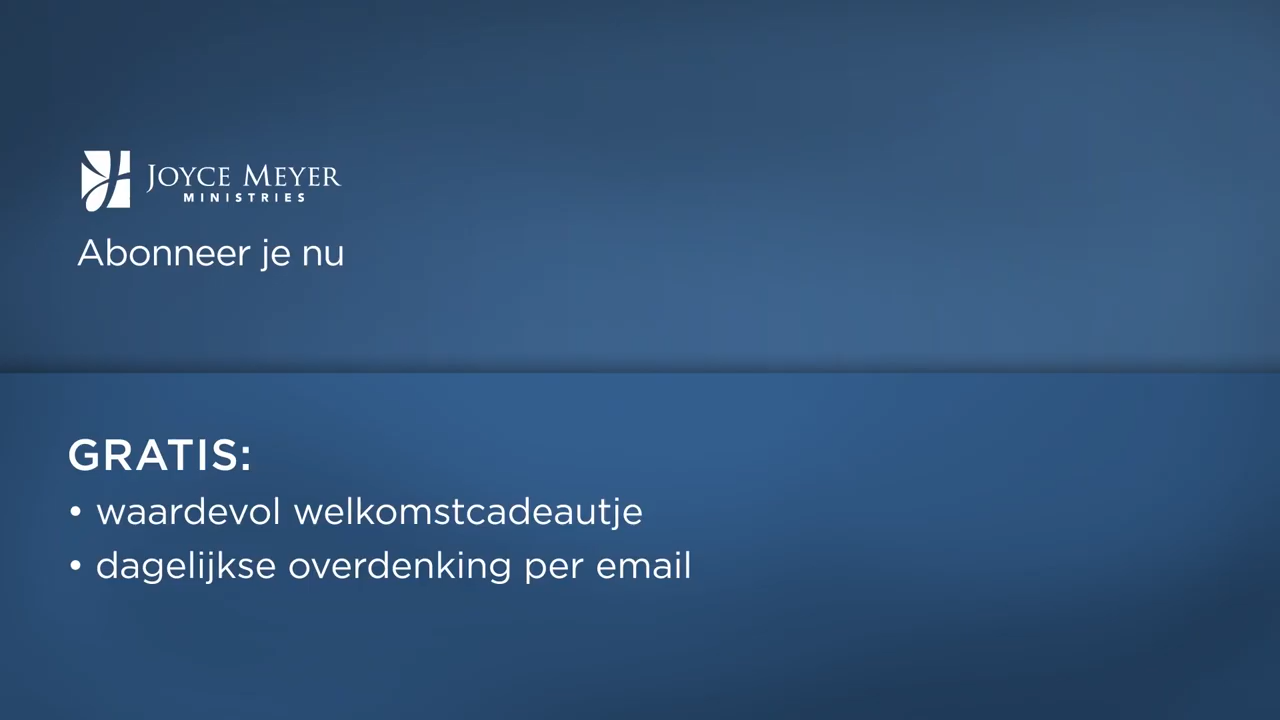 JOYCE MEYER
MINISTRIES
Abonneer je nu
GRATIS:
• waardevol welkomstcadeautje
• dagelijkse overdenking per email